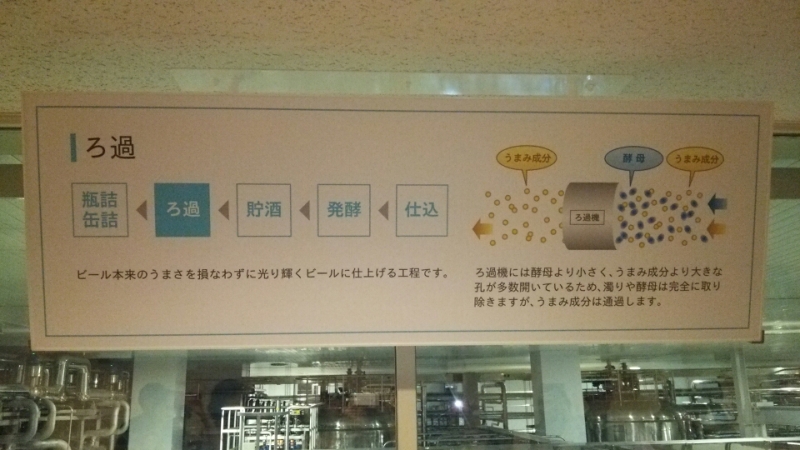 ろ過
瓶詰
缶詰
ろ過
貯酒
発酵
仕込
ビール本来のうまさを損なわずに光り輝くビールに仕上げる工程です。
うまみ成分
酵母
うまみ成分
ろ過機
ろ過機には酵母より小さく、うまみ成分より大きな
孔が多数開いているため、濁りや酵母は完全に取り
除きますが、うまみ成分は通過します。